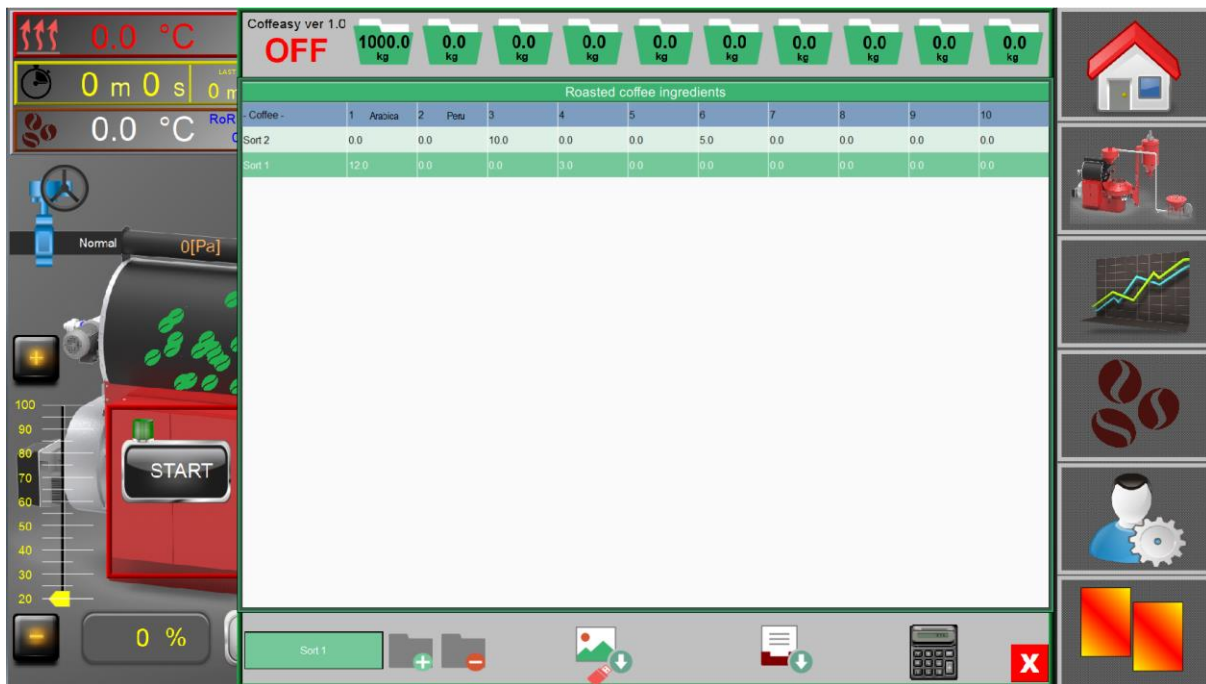 0.0 °C
0 m 0 s
LAST
0 m
0.0 °C
RoR
Normal
0[Pa]
100
90
80
70
60
50
40
30
20
START
0 %
Coffeasy ver 1.0
OFF
1000.0 0.0 0.0 0.0 0.0 0.0 0.0 0.0 0.0 0.0
kg kg kg kg kg kg kg kg kg kg
Roasted coffee ingredients
- Coffee - 1 Arabica 2 Peru 3 4 5 6 7 8 9 10
Sort 2 0.0 0.0 10.0 0.0 0.0 5.0 0.0 0.0 0.0 0.0
Sort 1 12.0 0.0 0.0 3.0 0.0 0.0 0.0 0.0 0.0 0.0
Sort 1
X